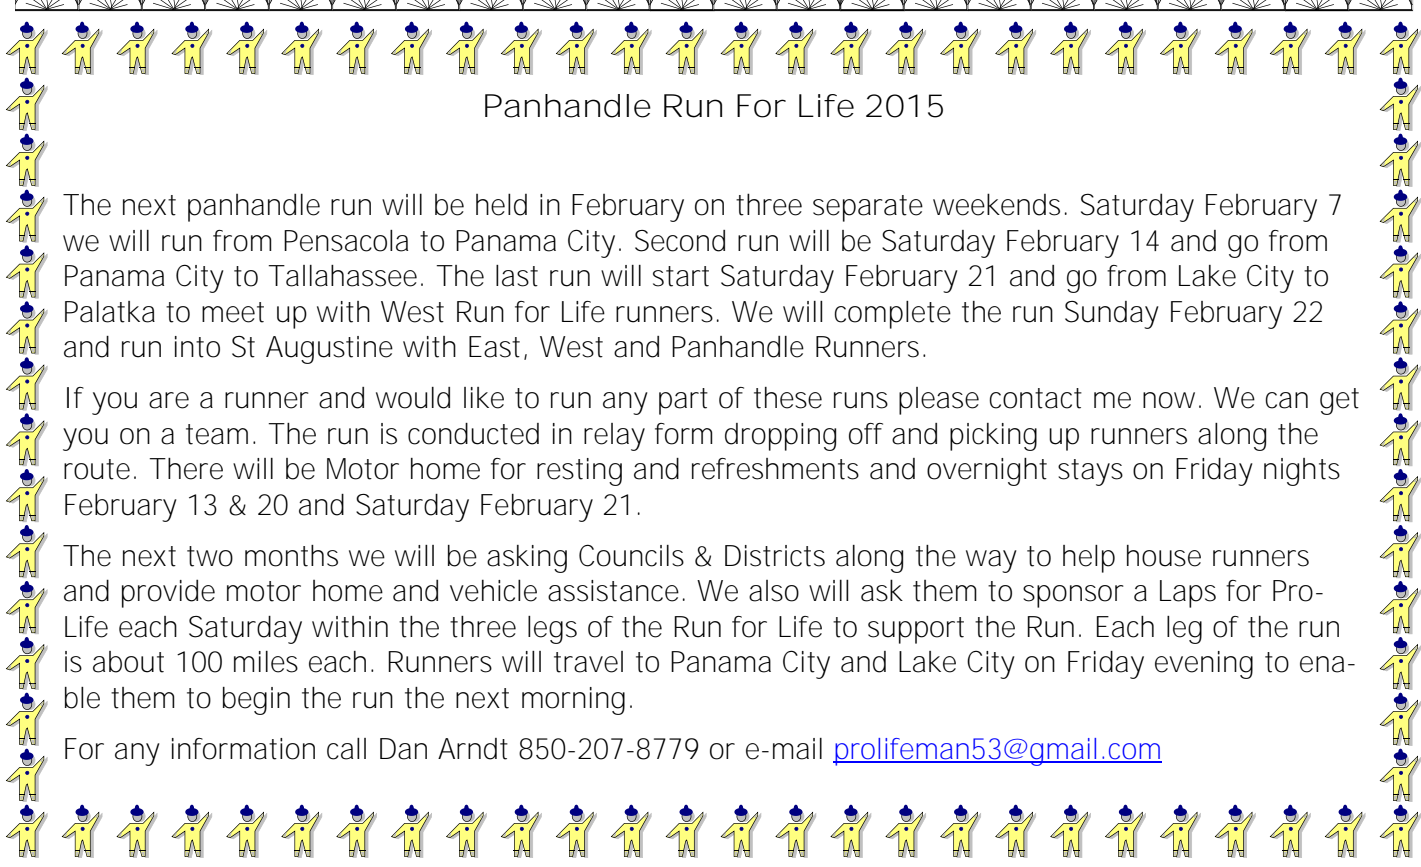 Panhandle Run For Life 2015
The next panhandle run will be held in February on three separate weekends. Saturday February 7
we will run from Pensacola to Panama City. Second run will be Saturday February 14 and go from
Panama City to Tallahassee. The last run will start Saturday February 21 and go from Lake City to
Palatka to meet up with West Run for Life runners. We will complete the run Sunday February 22
and run into St Augustine with East, West and Panhandle Runners.
If you are a runner and would like to run any part of these runs please contact me now. We can get
you on a team. The run is conducted in relay form dropping off and picking up runners along the
route. There will be Motor home for resting and refreshments and overnight stays on Friday nights
February 13 & 20 and Saturday February 21.
The next two months we will be asking Councils & Districts along the way to help house runners
and provide motor home and vehicle assistance. We also will ask them to sponsor a Laps for Pro-
Life each Saturday within the three legs of the Run for Life to support the Run. Each leg of the run
is about 100 miles each. Runners will travel to Panama City and Lake City on Friday evening to ena-
ble them to begin the run the next morning.
For any information call Dan Arndt 850-207-8779 or e-mail prolifeman53@gmail.com